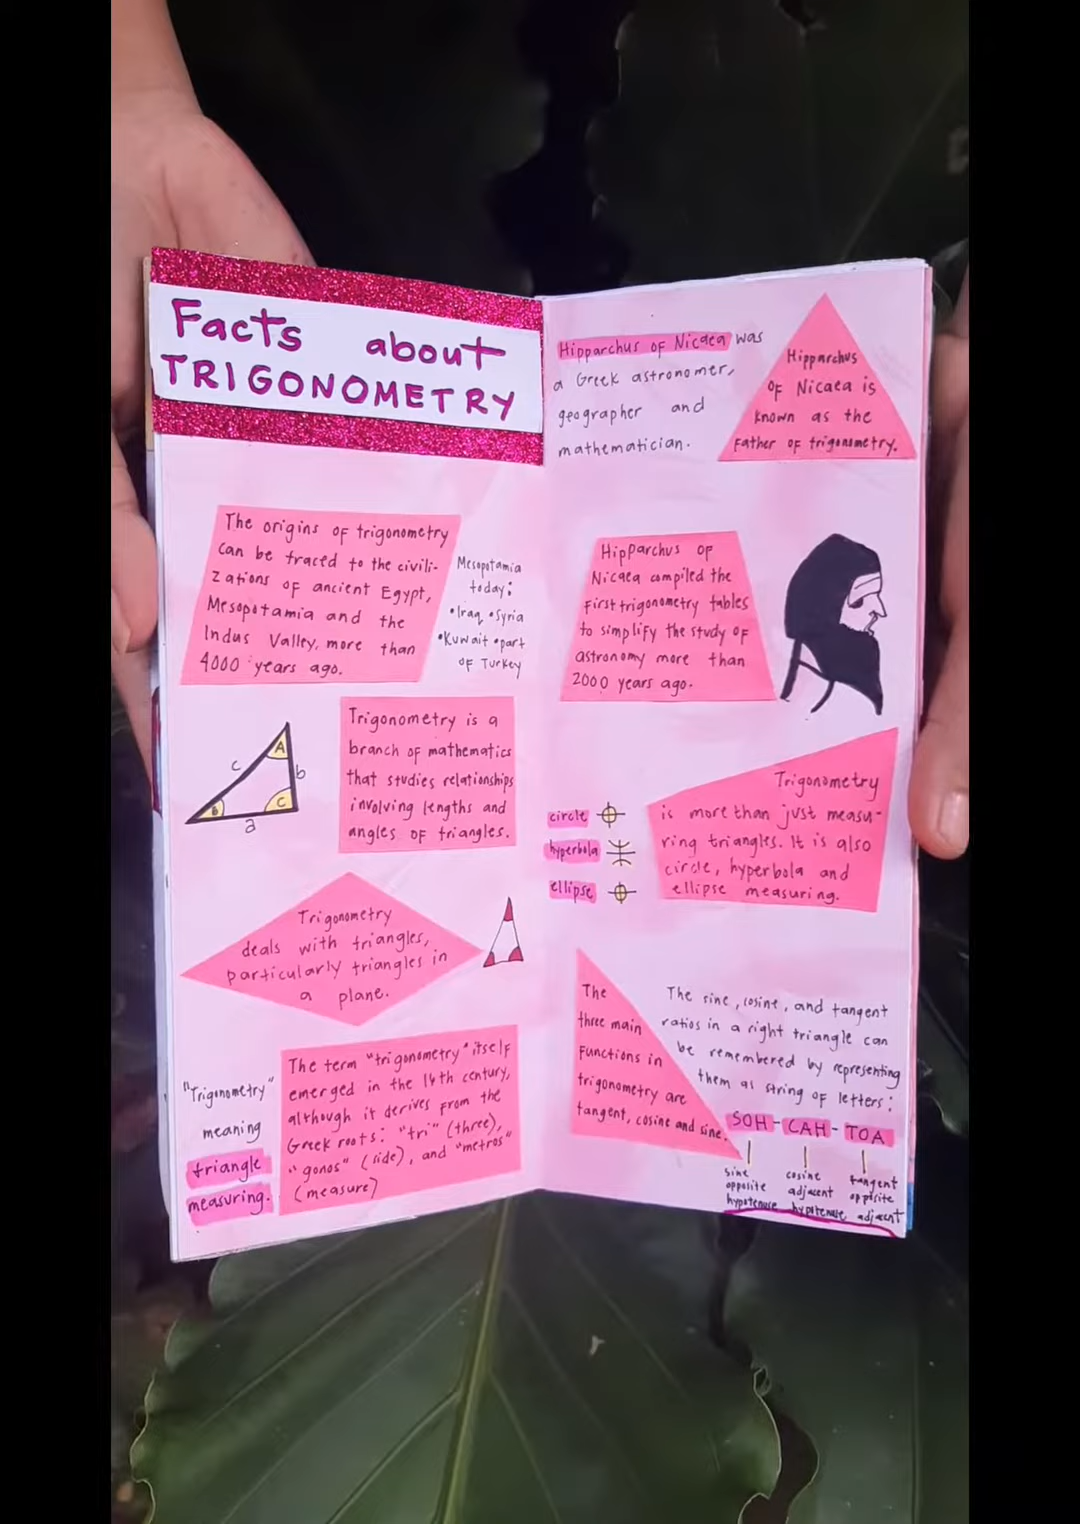 Facts about
TRIGONOMETRY
The origins of trigonometry
can be traced to the civili-
zations of ancient Egypt,
Mesopotamia and the
Indus Valley, more than
4000 years ago.
Mesopotamia
today:
•Iraq •Syria
•Kuwait •part
of Turkey
A
B
C
c
b
a
Trigonometry is a
branch of mathematics
that studies relationships
involving lengths and
angles of triangles.
Trigonometry
deals with triangles,
particularly triangles in
a plane.
"Trigonometry"
meaning
triangle
measuring.
The term "trigonometry" itself
emerged in the 16th century,
although it derives from the
Greek roots: "tri" (three),
"gonos" (side), and "metros"
(measure)
Hipparchus of Nicaea was
a Greek astronomer,
geographer and
mathematician.
Hipparchus
of Nicaea is
known as the
Father of trigonometry.
Hipparchus of
Nicaea compiled the
first trigonometry tables
to simplify the study of
astronomy more than
2000 years ago.
circle
hyperbola
ellipse
Trigonometry
is more than just measu-
ring triangles. It is also
circle, hyperbola and
ellipse measuring.
The
three main
functions in
trigonometry are
tangent, cosine and sine.
The sine, cosine, and tangent
ratios in a right triangle can
be remembered by representing
them as string of letters:
SOH-CAH-TOA
sine
opposite
hypotenuse
cosine
adjacent
hypotenuse
tangent
opposite
adjacent